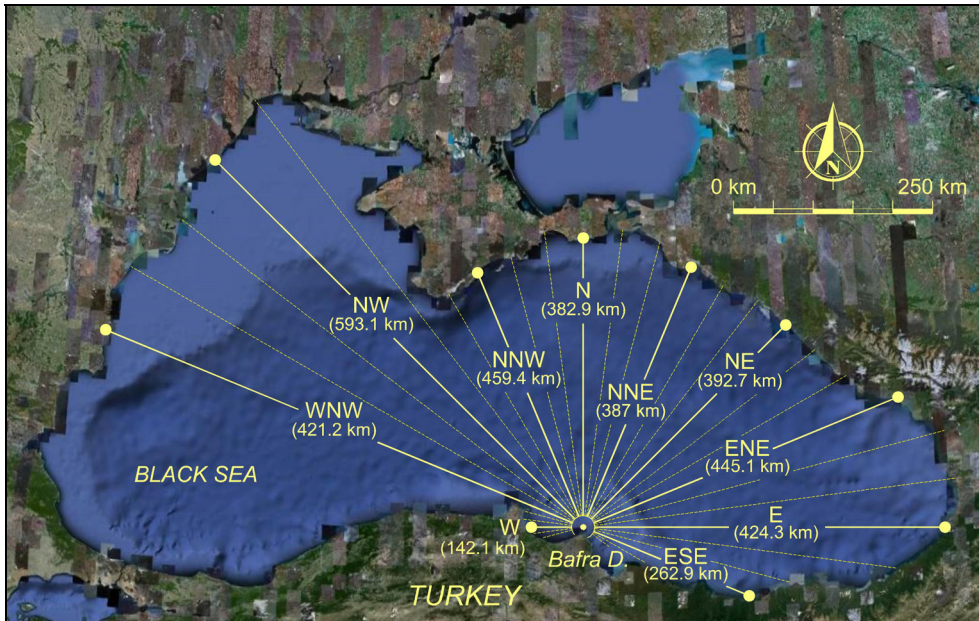 N
0 km 250 km
N
(382.9 km)
NW
(593.1 km)
NNW
(459.4 km)
NNE
(387 km)
NE
(392.7 km)
WNW
(421.2 km)
ENE
(445.1 km)
BLACK SEA
E
(424.3 km)
W
(142.1 km)
Bafra D.
ESE
(262.9 km)
TURKEY